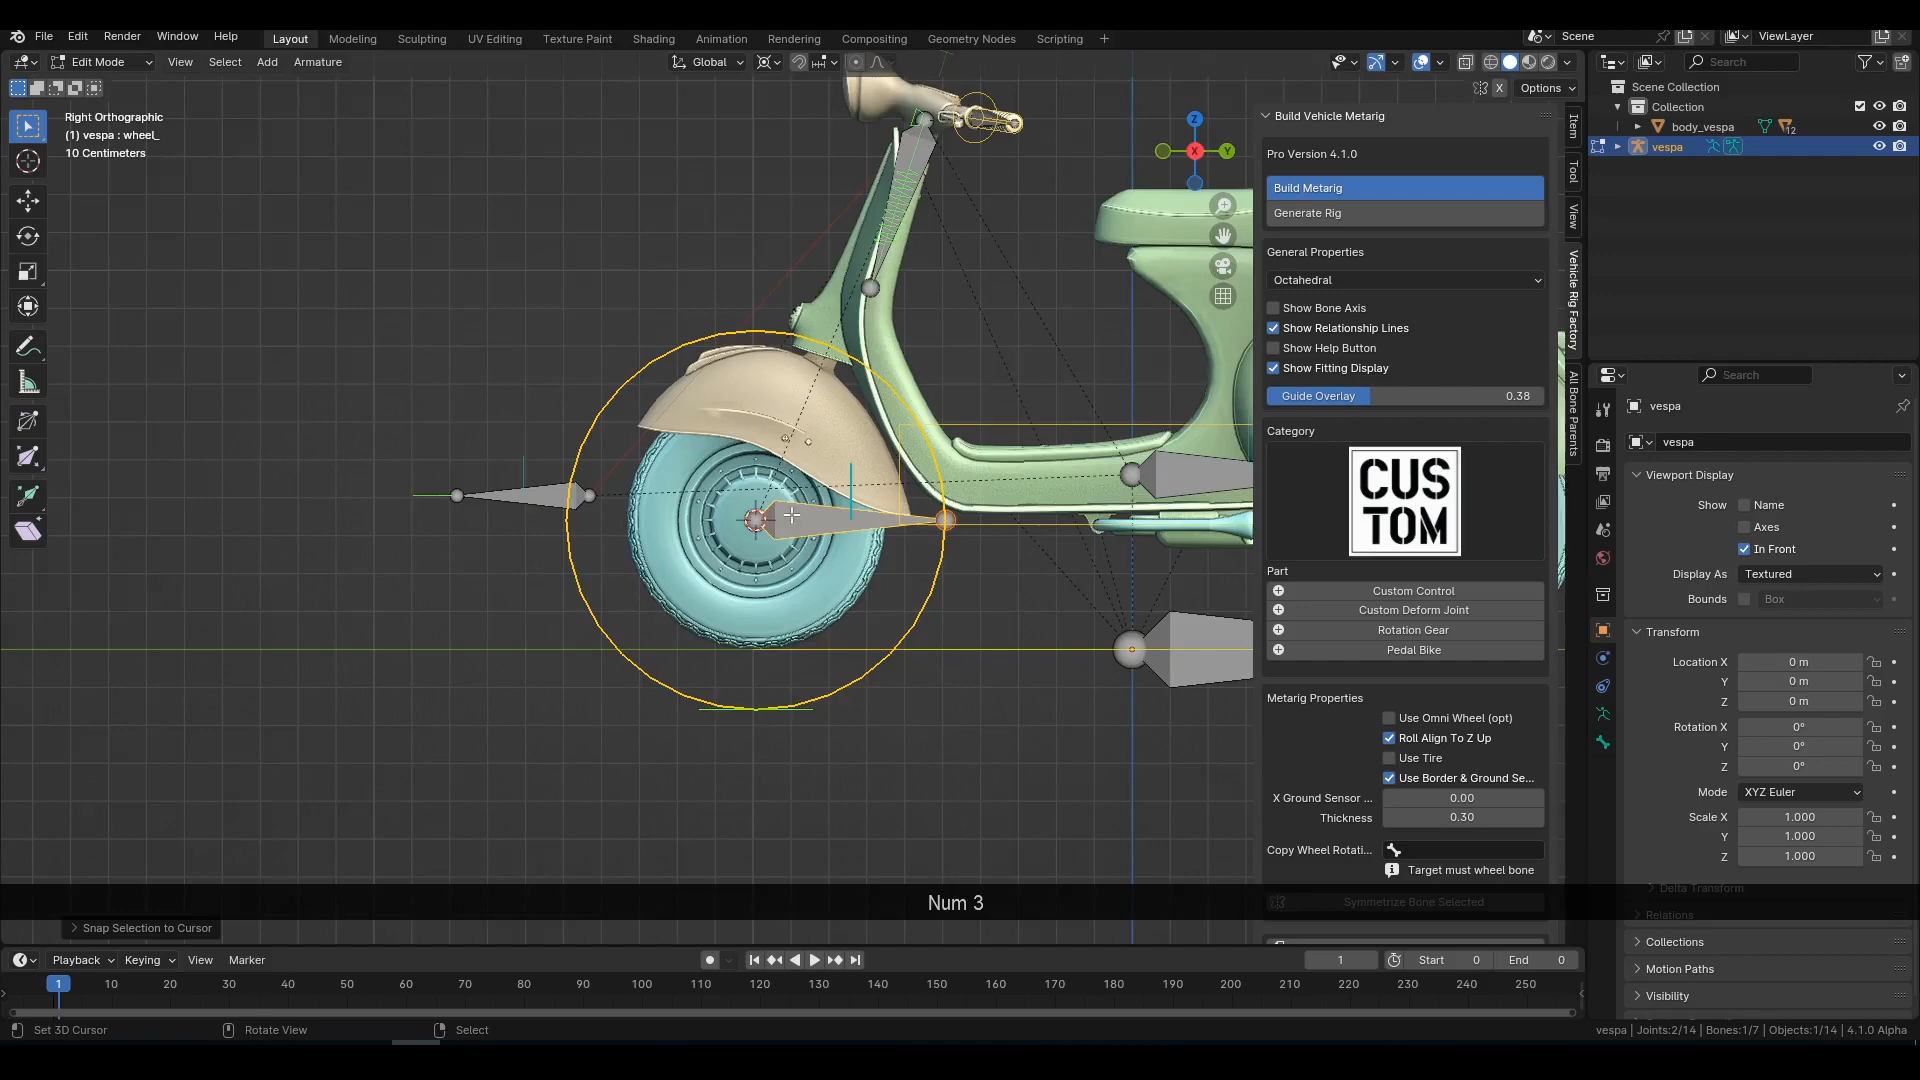 File Edit Render Window Help Layout Modeling Sculpting UV Editing Texture Paint Shading Animation Rendering Compositing Geometry Nodes Scripting + Scene ViewLayer
Edit Mode View Select Add Armature Global Search
X Options
Scene Collection
Collection
body_vespa 12
vespa
Right Orthographic
(1) vespa : wheel_
10 Centimeters
Z
X
Y
Build Vehicle Metarig
Pro Version 4.1.0
Build Metarig
Generate Rig
General Properties
Octahedral
Show Bone Axis
Show Relationship Lines
Show Help Button
Show Fitting Display
Guide Overlay 0.38
Category
CUS
TOM
Part
Custom Control
Custom Deform Joint
Rotation Gear
Pedal Bike
Metarig Properties
Use Omni Wheel (opt)
Roll Align To Z Up
Use Tire
Use Border & Ground Se...
X Ground Sensor ... 0.00
Thickness 0.30
Copy Wheel Rotati...
Target must wheel bone
Symmetrize Bone Selected
Item
Tool
View
Vehicle Rig Factory
All Bone Parents
Search
vespa
vespa
Viewport Display
Show Name
Axes
In Front
Display As Textured
Bounds Box
Transform
Location X 0 m
Y 0 m
Z 0 m
Rotation X 0°
Y 0°
Z 0°
Mode XYZ Euler
Scale X 1.000
Y 1.000
Z 1.000
Delta Transform
Relations
Collections
Motion Paths
Visibility
Num 3
Snap Selection to Cursor
Playback Keying View Marker 1 Start 0 End 0
1 10 20 30 40 50 60 70 80 90 100 110 120 130 140 150 160 170 180 190 200 210 220 230 240 250
Set 3D Cursor Rotate View Select vespa | Joints:2/14 | Bones:1/7 | Objects:1/14 | 4.1.0 Alpha